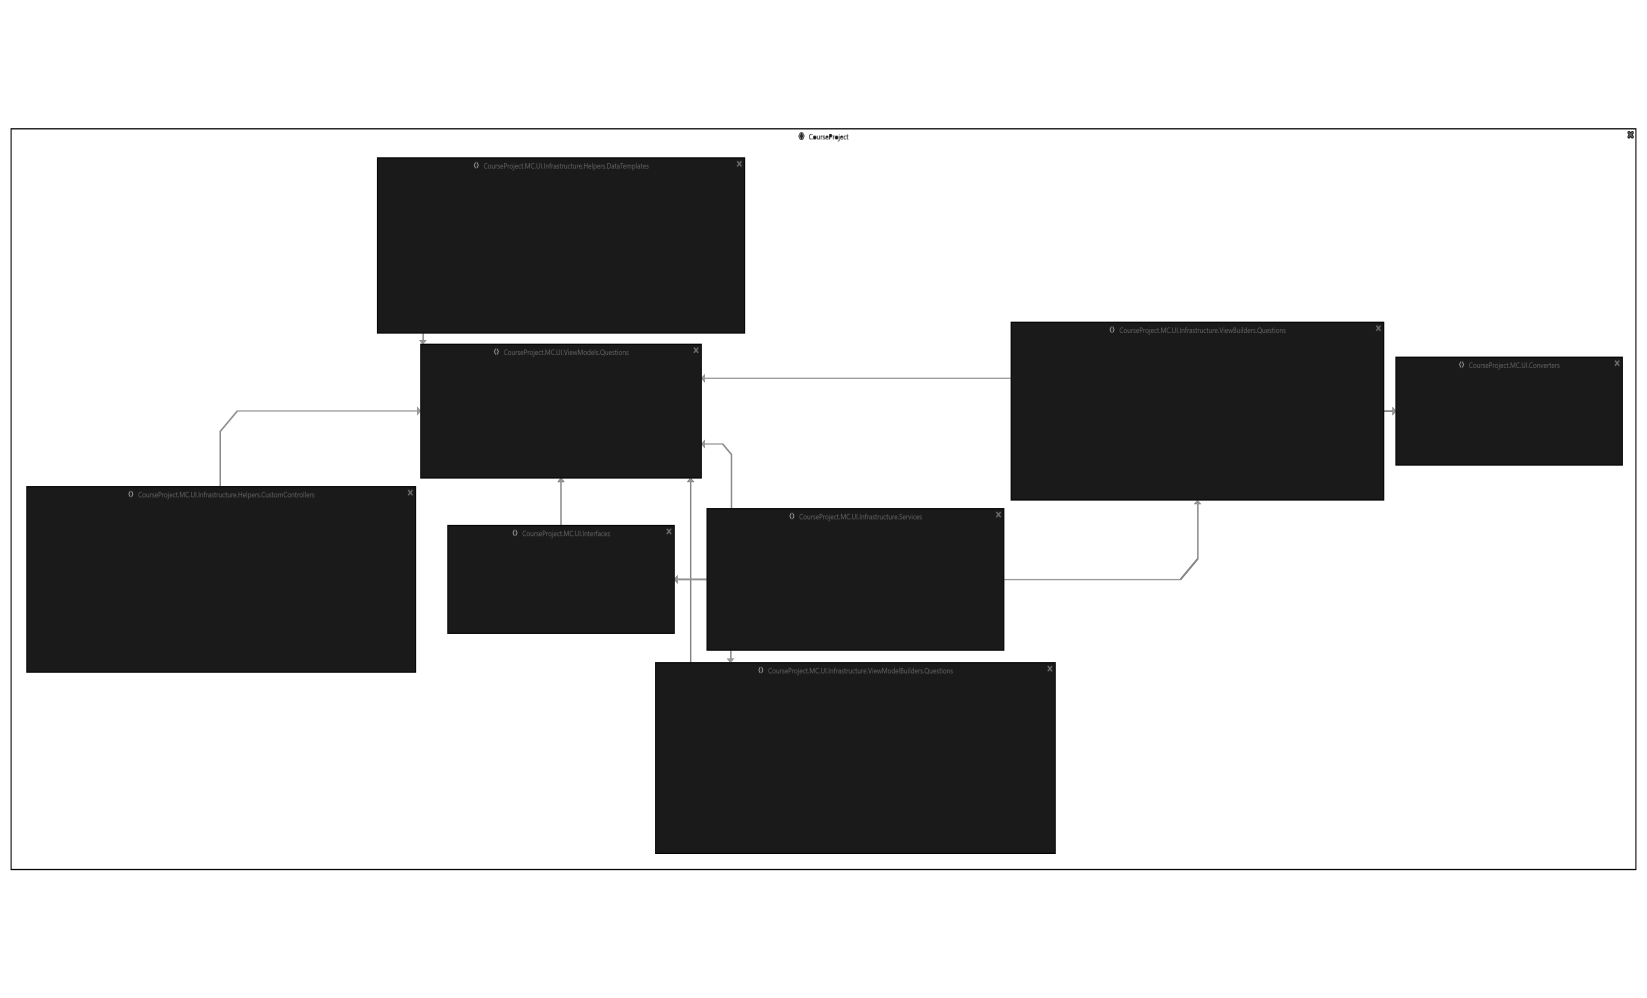 CourseProject
CourseProject.MC.UI.Infrastructure.Helpers.DataTemplates
CourseProject.MC.UI.ViewModels.Questions
CourseProject.MC.UI.Infrastructure.ViewBuilders.Questions
CourseProject.MC.UI.Converters
CourseProject.MC.UI.Infrastructure.Helpers.CustomControllers
CourseProject.MC.UI.Interfaces
CourseProject.MC.UI.Infrastructure.Services
CourseProject.MC.UI.Infrastructure.ViewModelBuilders.Questions